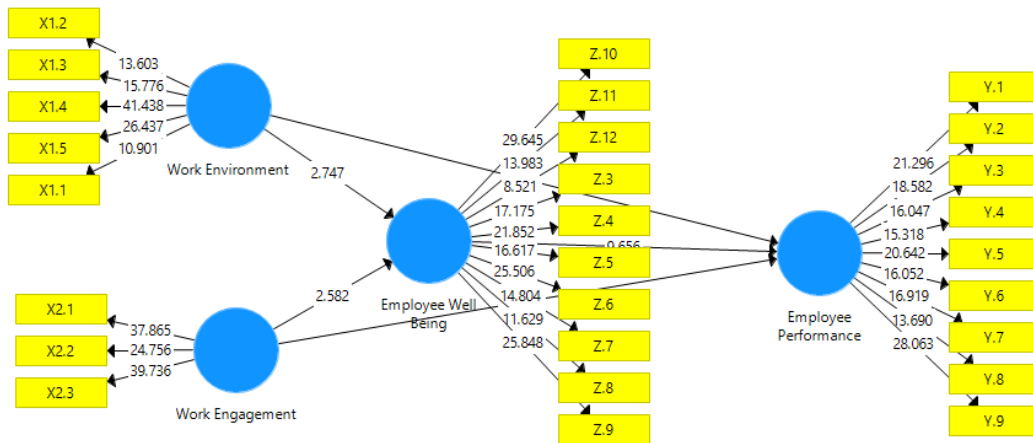 X1.2
X1.3
X1.4
X1.5
X1.1
13.603
15.776
41.438
26.437
10.901
Work Environment
2.747
X2.1
X2.2
X2.3
37.865
24.756
39.736
Work Engagement
2.582
Employee Well
Being
29.645
13.983
8.521
17.175
21.852
16.617
25.506
14.804
11.629
25.848
Z.10
Z.11
Z.12
Z.3
Z.4
Z.5
Z.6
Z.7
Z.8
Z.9
Employee
Performance
21.296
18.582
16.047
15.318
20.642
16.052
16.919
13.690
28.063
Y.1
Y.2
Y.3
Y.4
Y.5
Y.6
Y.7
Y.8
Y.9